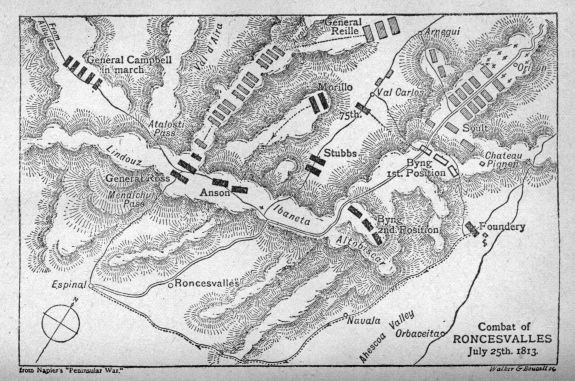 From
Aldudes
General Campbell
in march
Val d'Aira
General
Reille
Arnegui
Orisson
Morillo
Val Carlos
75th.
Soult
Atalosti
Pass
Lindouz
Stubbs
Byng
1st. Position
Chateau
Pignon
General Ross
Mendichuri
Pass
Anson
Ibaneta
Byng
2nd. Position
Altobiscar
Foundery
Espinal
Roncesvalles
N
Navala
Ahescoa Valley
Orbaceita
Combat of
RONCESVALLES
July 25th. 1813.
from Napier's "Peninsular War."
Walker & Boutall sc.